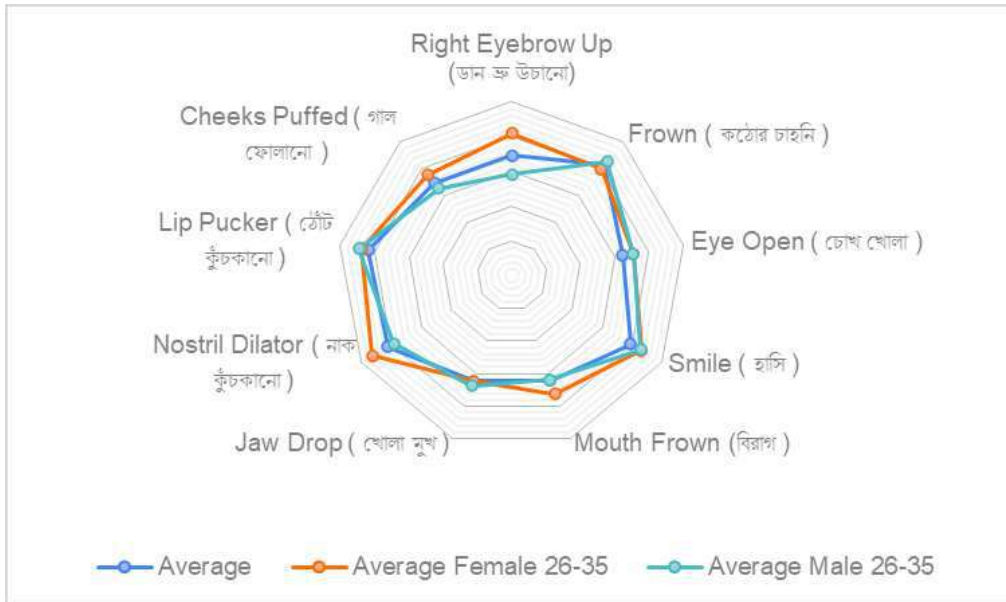 Right Eyebrow Up
(ডান ভ্রু উচানো)
Cheeks Puffed ( গাল
ফোলানো )
Frown ( কঠোর চাহনি )
Lip Pucker ( ঠোঁট
কুঁচকানো )
Eye Open ( চোখ খোলা )
Nostril Dilator ( নাক
কুঁচকানো )
Smile ( হাসি )
Jaw Drop ( খোলা মুখ )
Mouth Frown (বিরাগ )
Average
Average Female 26-35
Average Male 26-35